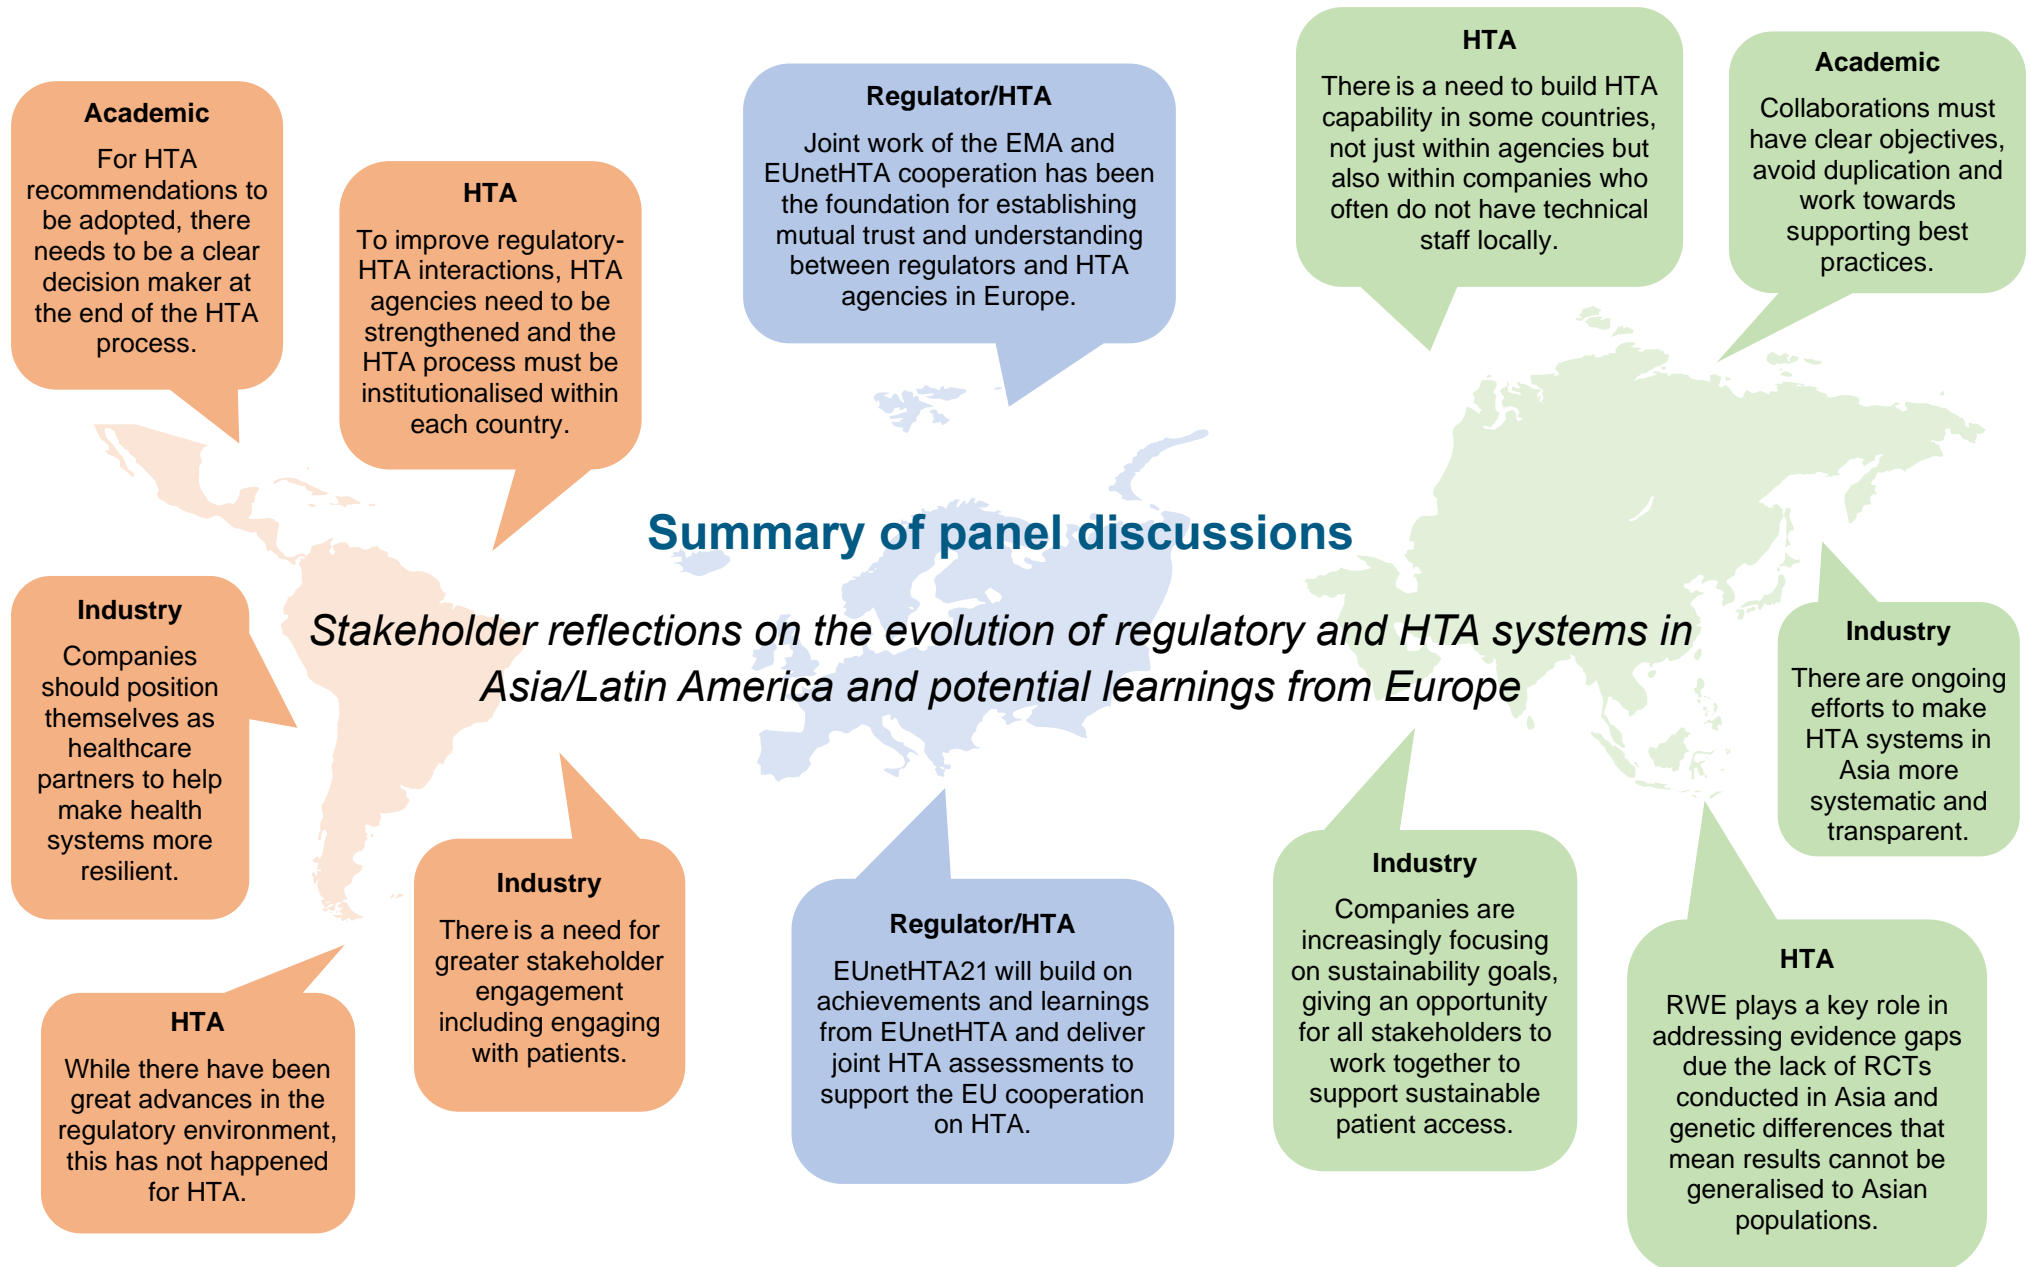 Summary of panel discussions
Stakeholder reflections on the evolution of regulatory and HTA systems in
Asia/Latin America and potential learnings from Europe
Academic
For HTA
recommendations to
be adopted, there
needs to be a clear
decision maker at
the end of the HTA
process.
HTA
To improve regulatory-
HTA interactions, HTA
agencies need to be
strengthened and the
HTA process must be
institutionalised within
each country.
Industry
Companies
should position
themselves as
healthcare
partners to help
make health
systems more
resilient.
Industry
There is a need for
greater stakeholder
engagement
including engaging
with patients.
HTA
While there have been
great advances in the
regulatory environment,
this has not happened
for HTA.
Regulator/HTA
Joint work of the EMA and
EUnetHTA cooperation has been
the foundation for establishing
mutual trust and understanding
between regulators and HTA
agencies in Europe.
Regulator/HTA
EUnetHTA21 will build on
achievements and learnings
from EUnetHTA and deliver
joint HTA assessments to
support the EU cooperation
on HTA.
HTA
There is a need to build HTA
capability in some countries,
not just within agencies but
also within companies who
often do not have technical
staff locally.
Academic
Collaborations must
have clear objectives,
avoid duplication and
work towards
supporting best
practices.
Industry
There are ongoing
efforts to make
HTA systems in
Asia more
systematic and
transparent.
Industry
Companies are
increasingly focusing
on sustainability goals,
giving an opportunity
for all stakeholders to
work together to
support sustainable
patient access.
HTA
RWE plays a key role in
addressing evidence gaps
due the lack of RCTs
conducted in Asia and
genetic differences that
mean results cannot be
generalised to Asian
populations.